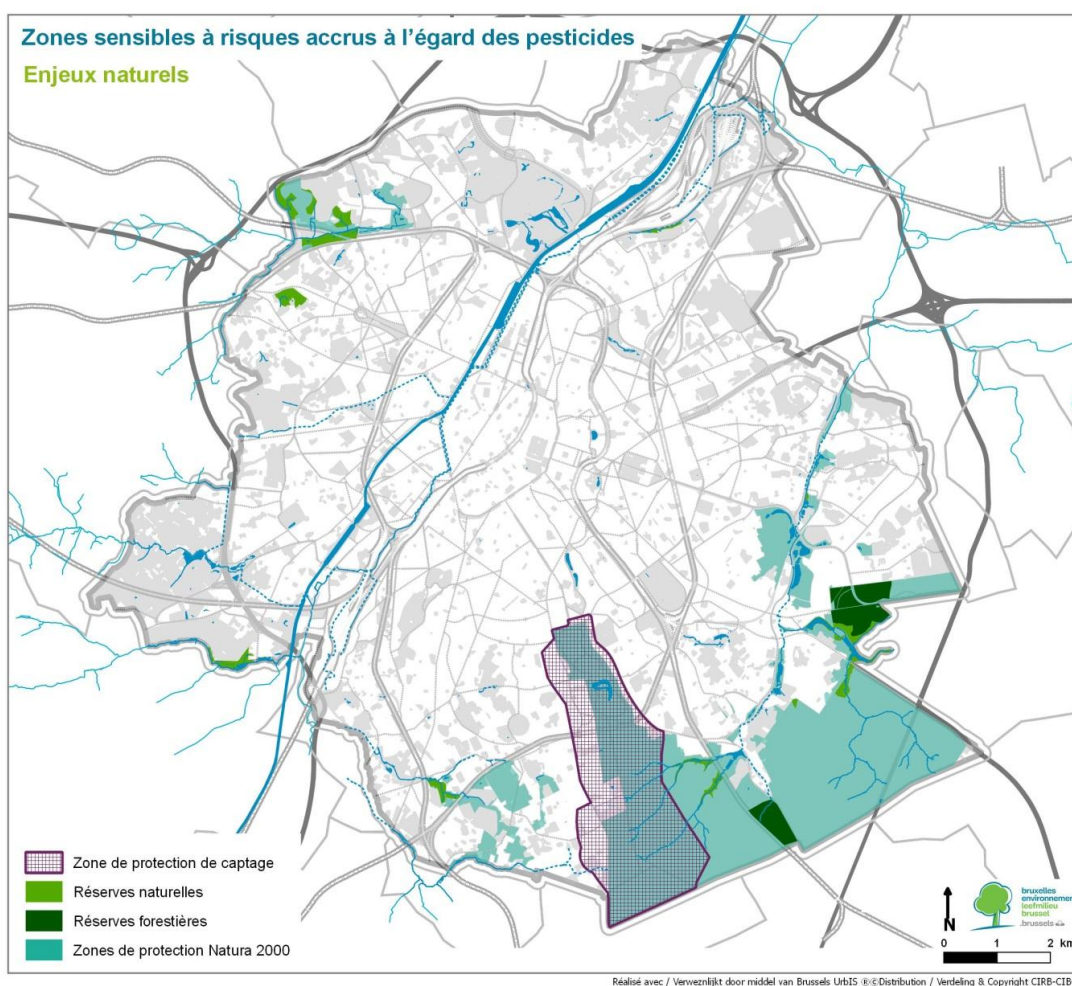 Zones sensibles à risques accrus à l'égard des pesticides
Enjeux naturels
Zone de protection de captage
Réserves naturelles
Réserves forestières
Zones de protection Natura 2000
N
bruxelles
environnement
leefmilieu
brussel
.brussels
0 1 2 km
Réalisé avec / Verweznlijkt door middel van Brussels UrbIS ®©Distribution / Verdeling & Copyright CIRB-CIB